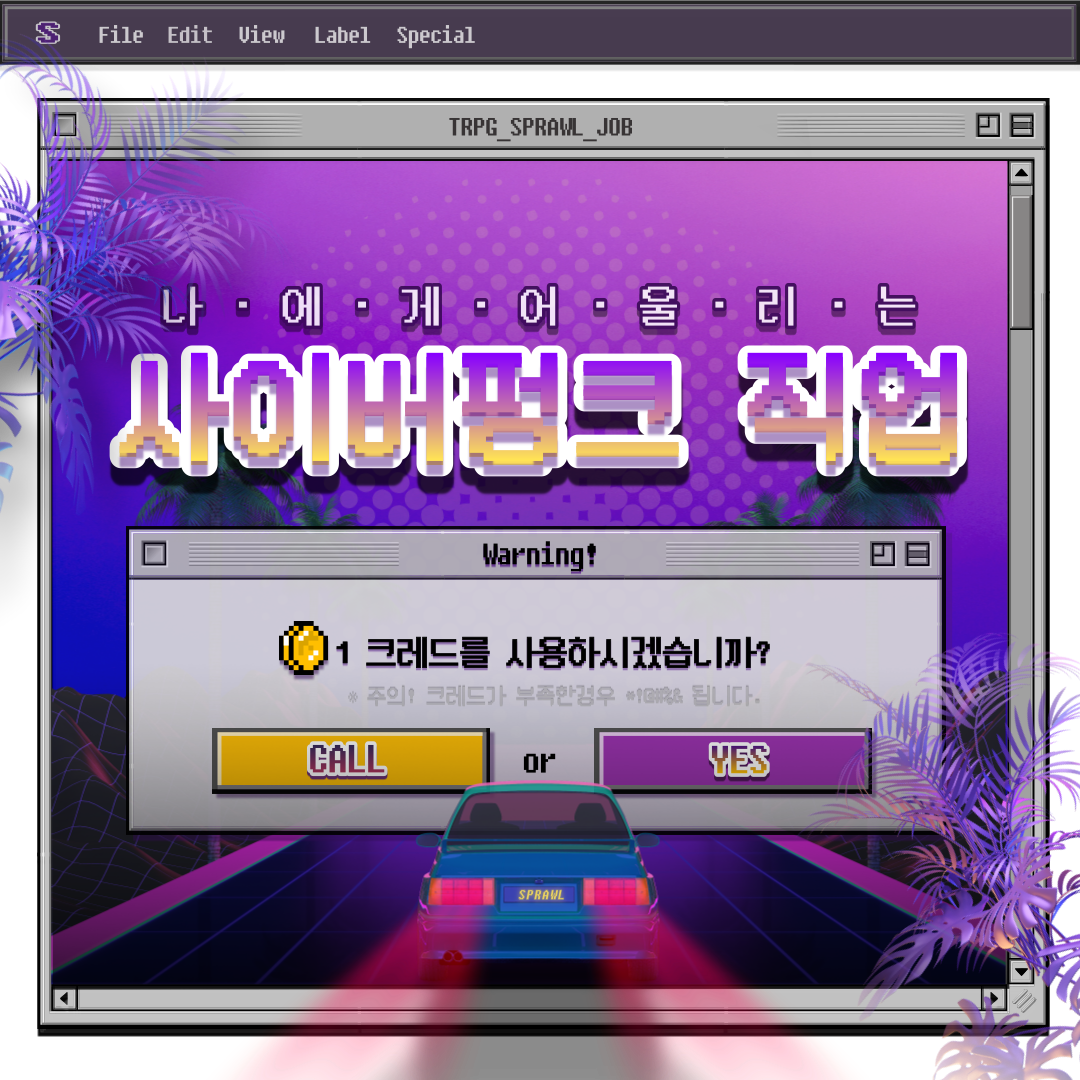 S File Edit View Label Special
TRPG_SPRAWL_JOB
나·에·게·어·울·리·는
사이버펑크 직업
Warning!
1 크레드를 사용하시겠습니까?
※ 주의! 크레드가 부족한경우 *!@#%& 됩니다.
CALL or YES
SPRAWL